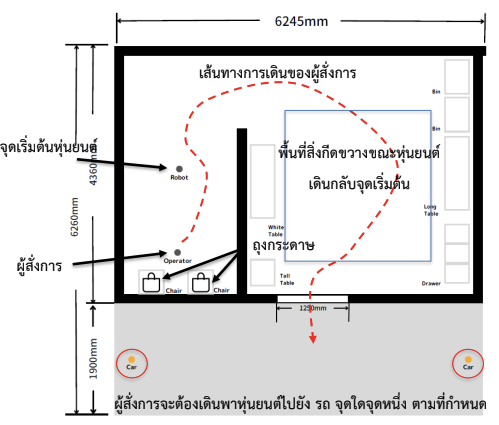 6245mm
เส้นทางการเดินของผู้สั่งการ
Bin
Bin
จุดเริ่มต้นหุ่นยนต์
4360mm
พื้นที่สิ่งกีดขวางขณะหุ่นยนต์
เดินกลับจุดเริ่มต้น
Robot
6260mm
Long
Table
White
Table
ถุงกระดาษ
ผู้สั่งการ
Operator
Tall
Table
Drawer
Chair
Chair
1250mm
1900mm
Car
Car
ผู้สั่งการจะต้องเดินพาหุ่นยนต์ไปยัง รถ จุดใดจุดหนึ่ง ตามที่กำหนด